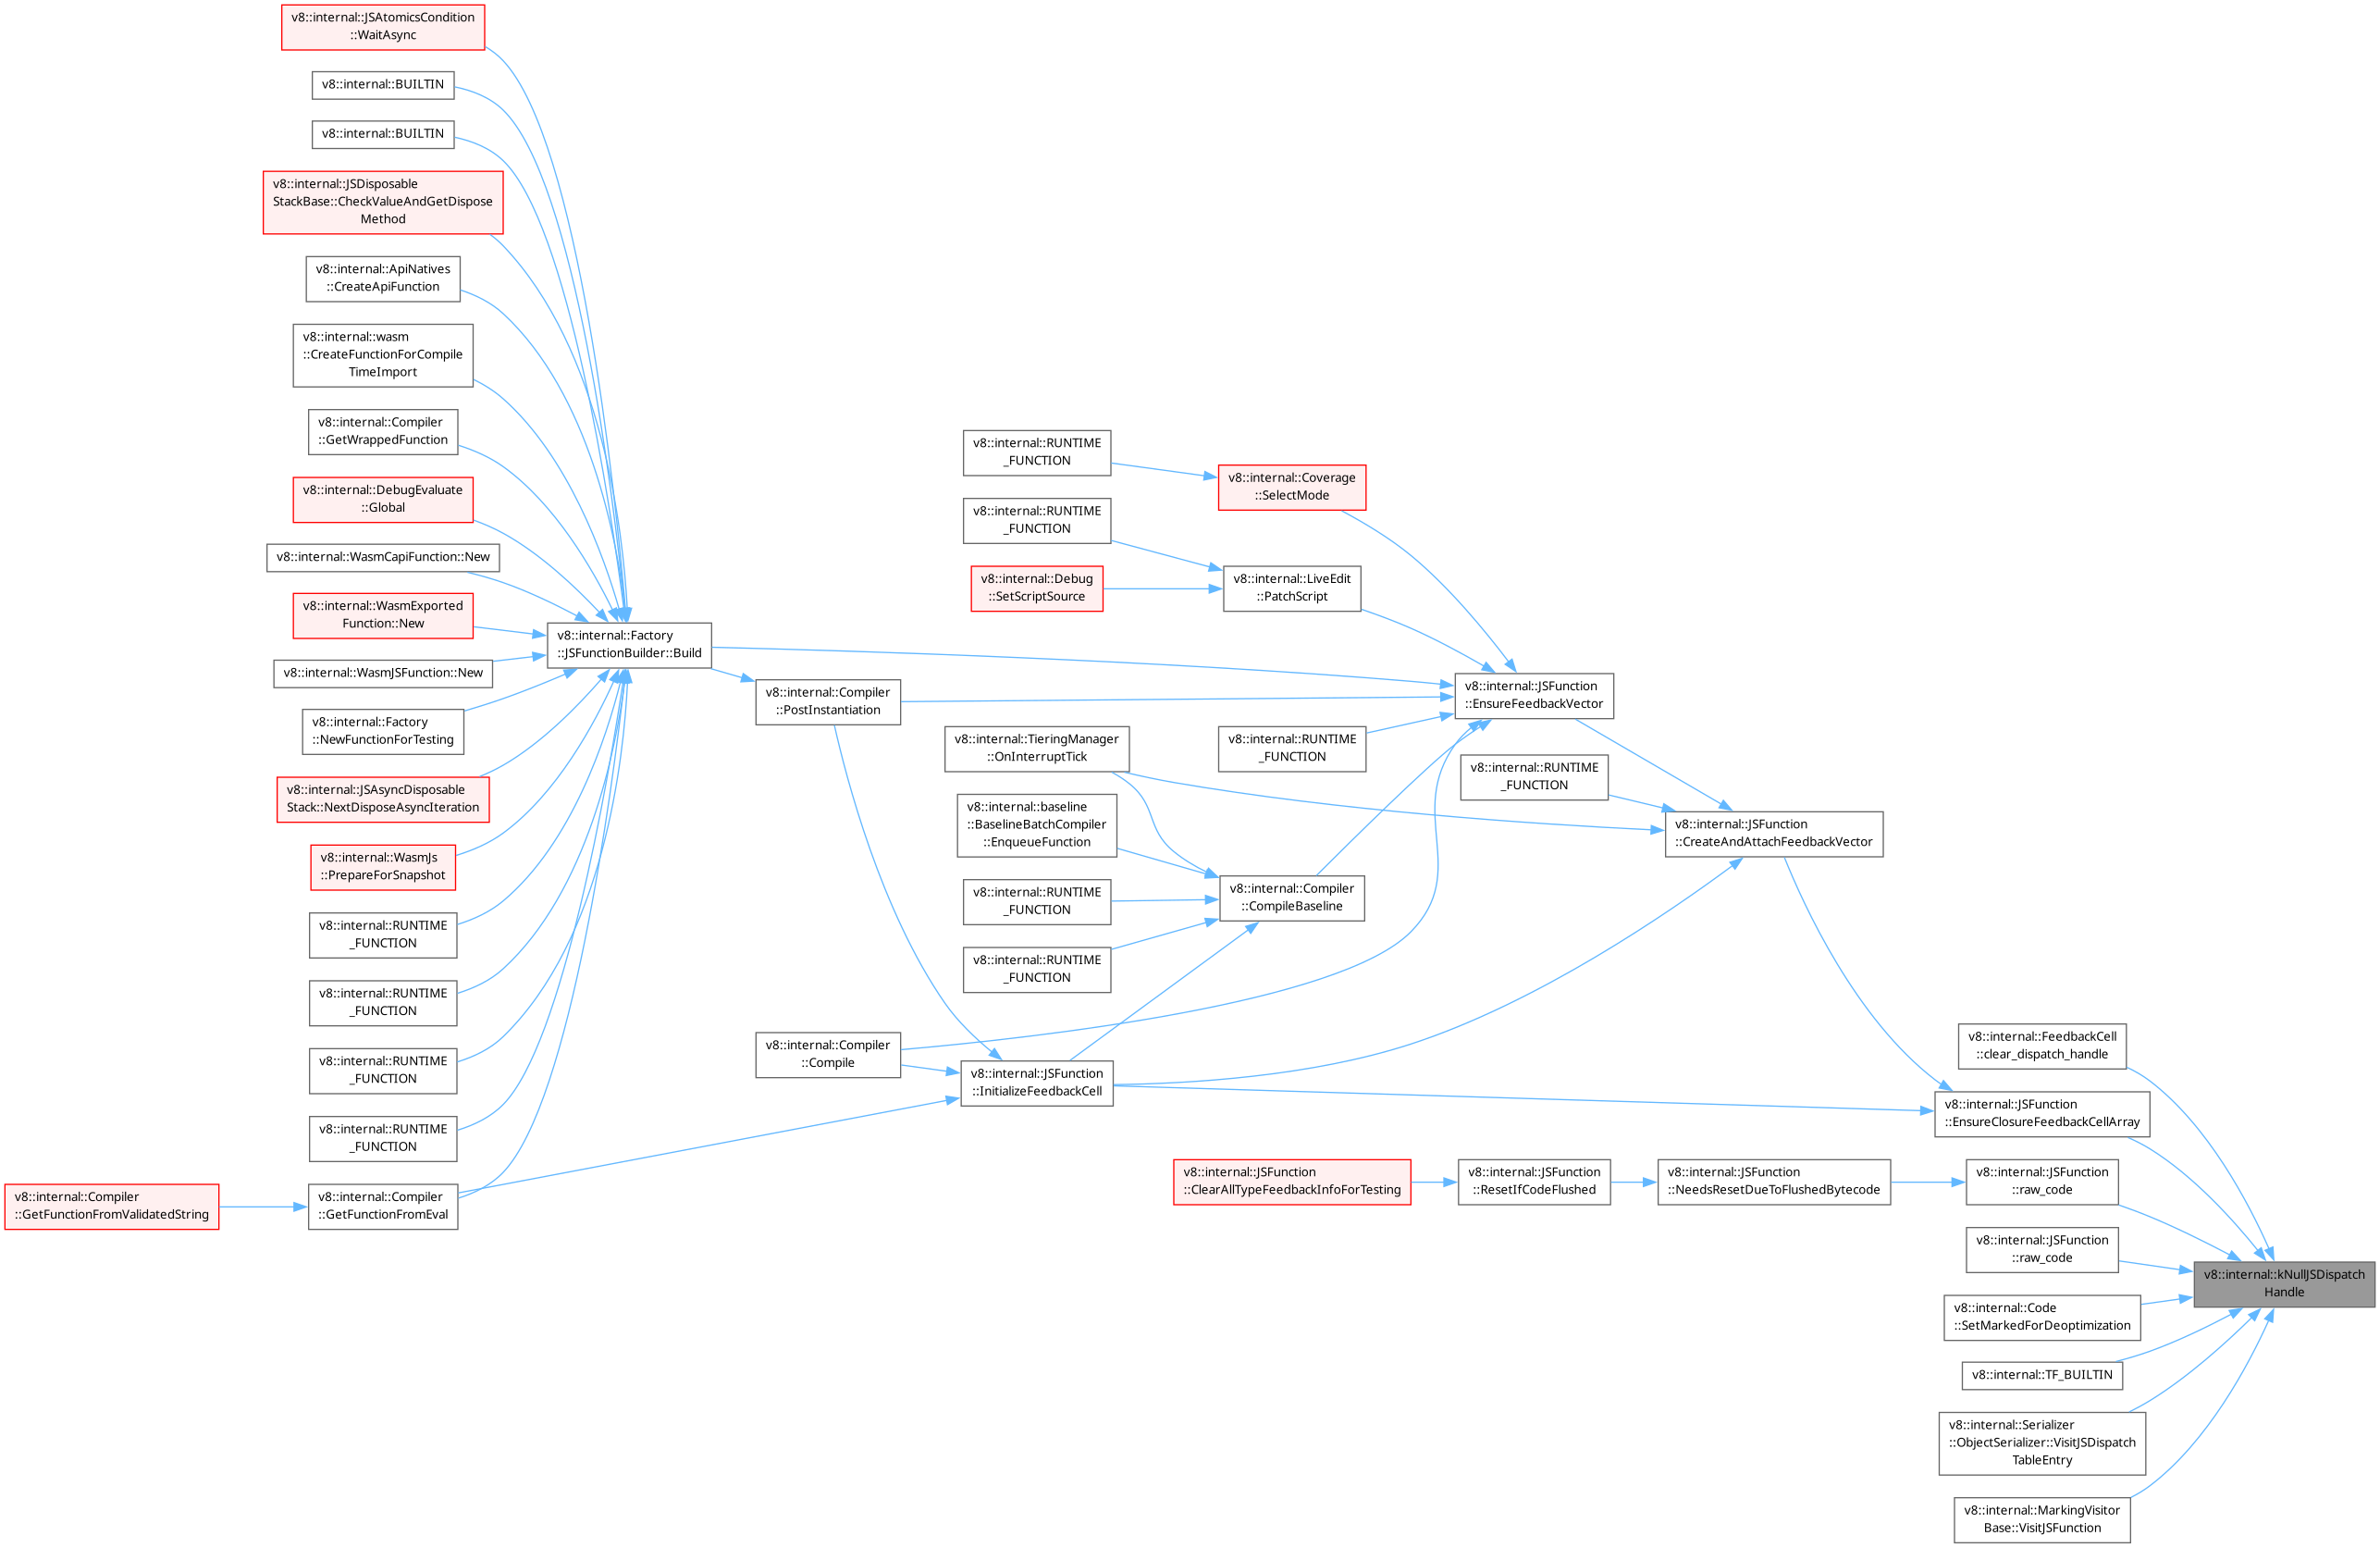 v8::internal::JSAtomicsCondition
::WaitAsync
v8::internal::BUILTIN
v8::internal::BUILTIN
v8::internal::JSDisposable
StackBase::CheckValueAndGetDispose
Method
v8::internal::ApiNatives
::CreateApiFunction
v8::internal::wasm
::CreateFunctionForCompile
TimeImport
v8::internal::Compiler
::GetWrappedFunction
v8::internal::DebugEvaluate
::Global
v8::internal::WasmCapiFunction::New
v8::internal::WasmExported
Function::New
v8::internal::WasmJSFunction::New
v8::internal::Factory
::NewFunctionForTesting
v8::internal::JSAsyncDisposable
Stack::NextDisposeAsyncIteration
v8::internal::WasmJs
::PrepareForSnapshot
v8::internal::RUNTIME
_FUNCTION
v8::internal::RUNTIME
_FUNCTION
v8::internal::RUNTIME
_FUNCTION
v8::internal::RUNTIME
_FUNCTION
v8::internal::Compiler
::GetFunctionFromValidatedString
v8::internal::Compiler
::GetFunctionFromEval
v8::internal::Factory
::JSFunctionBuilder::Build
v8::internal::Compiler
::PostInstantiation
v8::internal::Compiler
::Compile
v8::internal::RUNTIME
_FUNCTION
v8::internal::RUNTIME
_FUNCTION
v8::internal::Debug
::SetScriptSource
v8::internal::TieringManager
::OnInterruptTick
v8::internal::baseline
::BaselineBatchCompiler
::EnqueueFunction
v8::internal::RUNTIME
_FUNCTION
v8::internal::RUNTIME
_FUNCTION
v8::internal::JSFunction
::InitializeFeedbackCell
v8::internal::Coverage
::SelectMode
v8::internal::LiveEdit
::PatchScript
v8::internal::RUNTIME
_FUNCTION
v8::internal::Compiler
::CompileBaseline
v8::internal::JSFunction
::ClearAllTypeFeedbackInfoForTesting
v8::internal::JSFunction
::EnsureFeedbackVector
v8::internal::RUNTIME
_FUNCTION
v8::internal::JSFunction
::ResetIfCodeFlushed
v8::internal::JSFunction
::CreateAndAttachFeedbackVector
v8::internal::JSFunction
::NeedsResetDueToFlushedBytecode
v8::internal::FeedbackCell
::clear_dispatch_handle
v8::internal::JSFunction
::EnsureClosureFeedbackCellArray
v8::internal::JSFunction
::raw_code
v8::internal::JSFunction
::raw_code
v8::internal::Code
::SetMarkedForDeoptimization
v8::internal::TF_BUILTIN
v8::internal::Serializer
::ObjectSerializer::VisitJSDispatch
TableEntry
v8::internal::MarkingVisitor
Base::VisitJSFunction
v8::internal::kNullJSDispatch
Handle